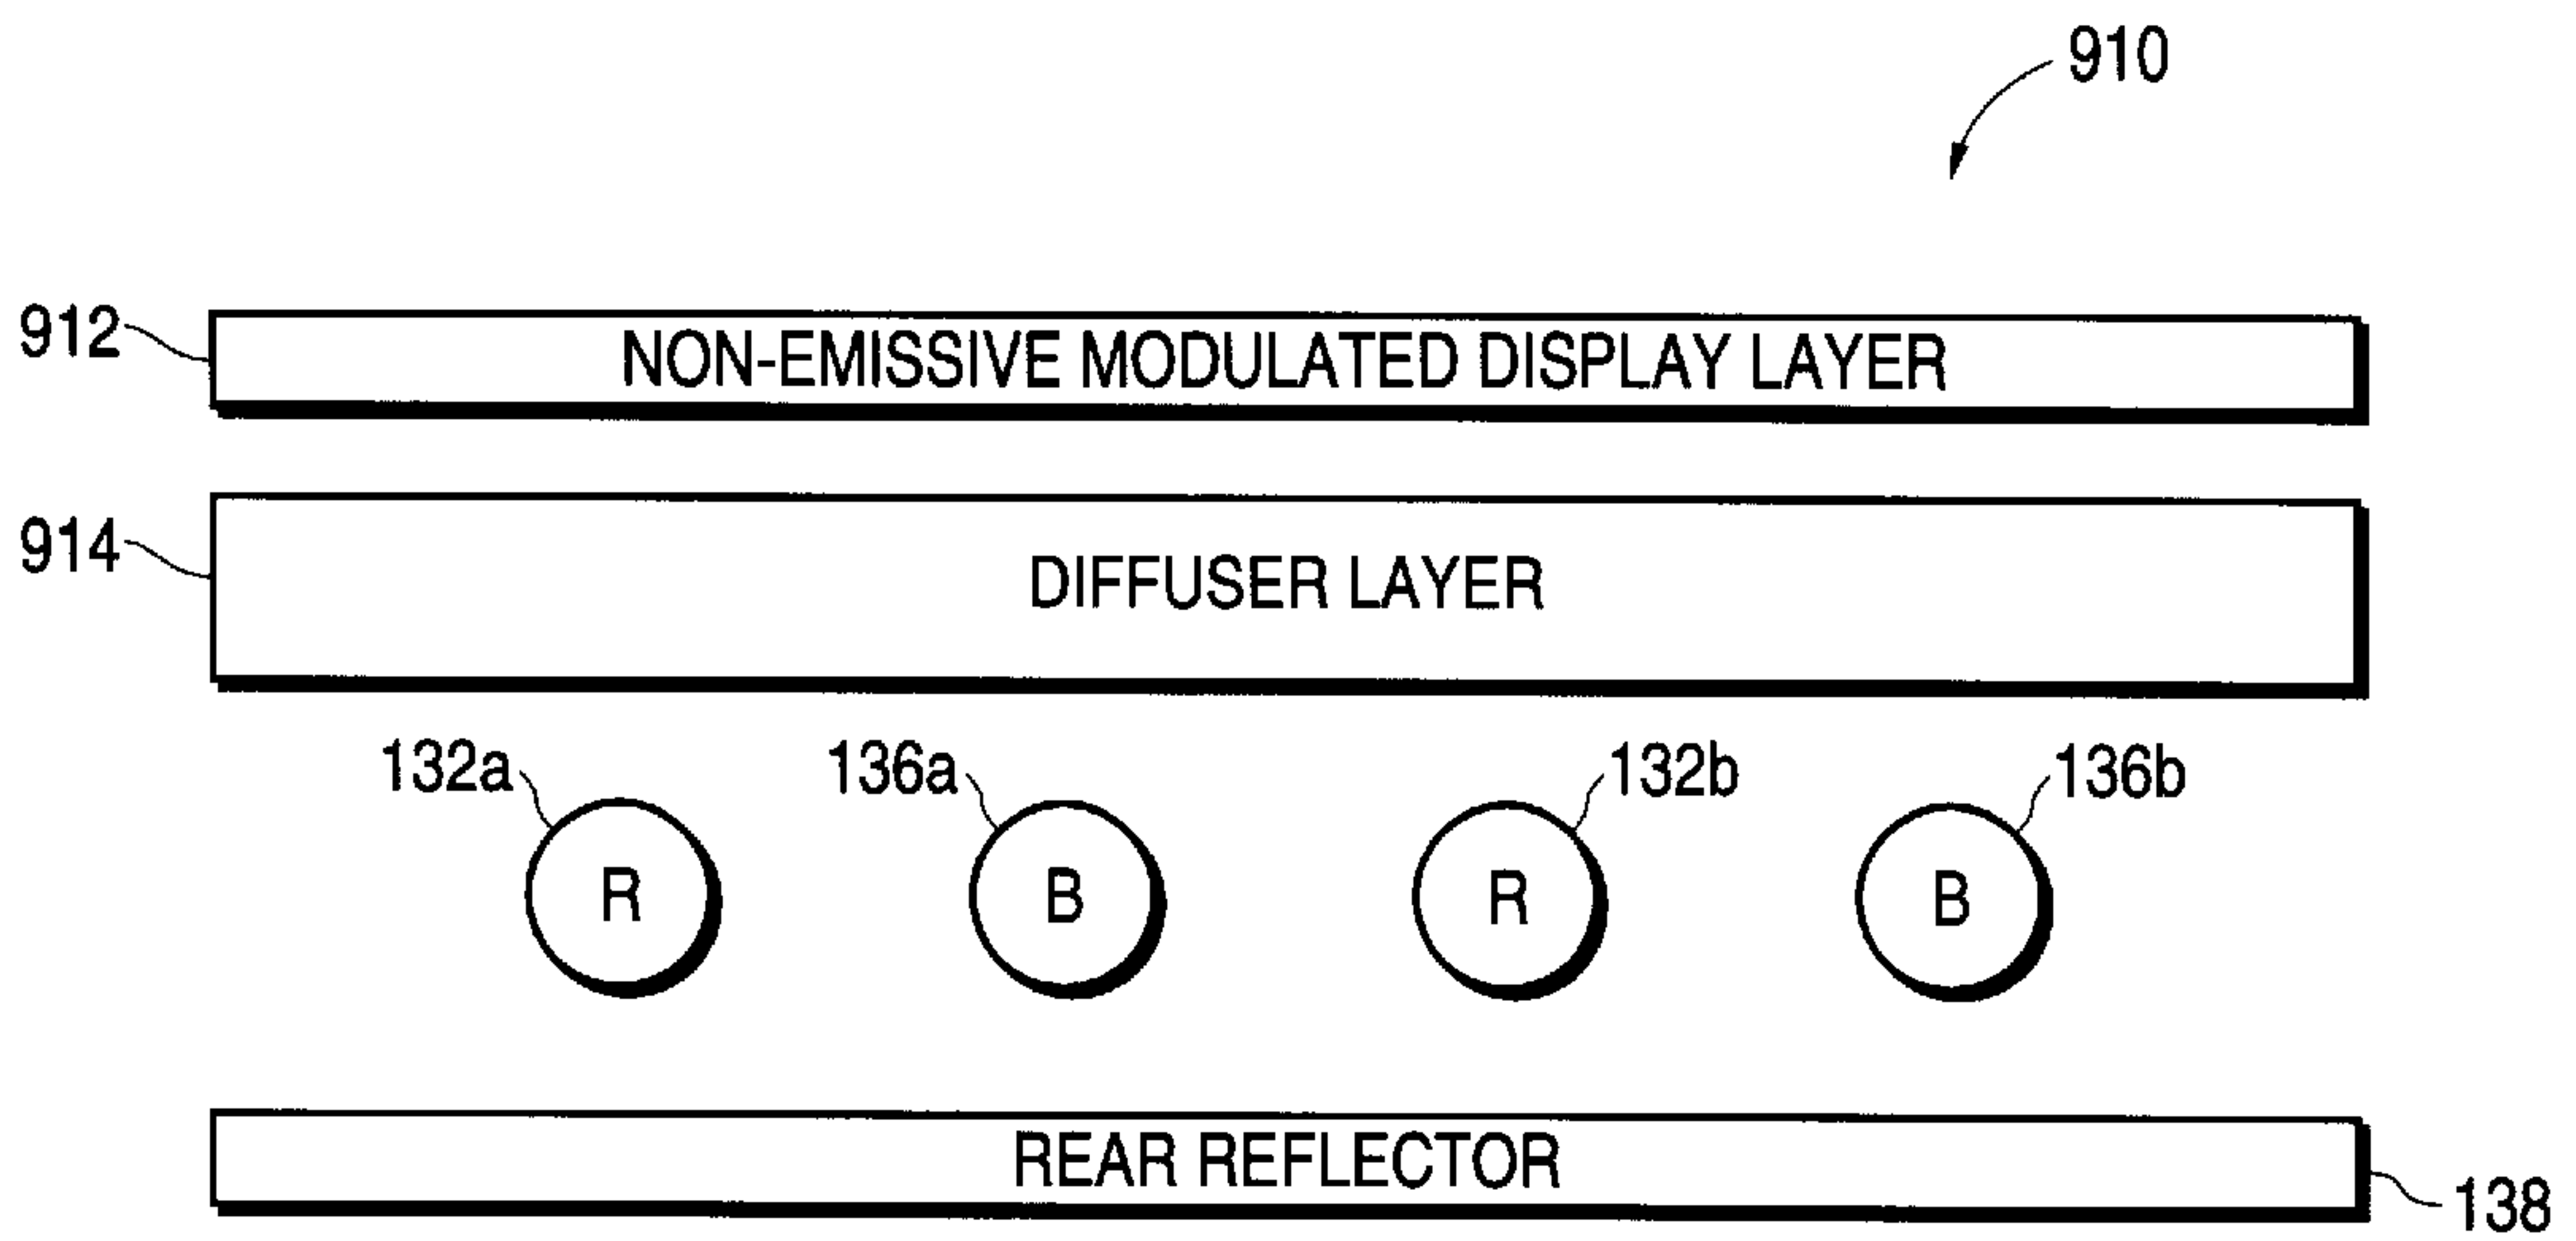 910
912
NON-EMISSIVE MODULATED DISPLAY LAYER
914
DIFFUSER LAYER
132a
136a
132b
136b
R
B
R
B
REAR REFLECTOR
138